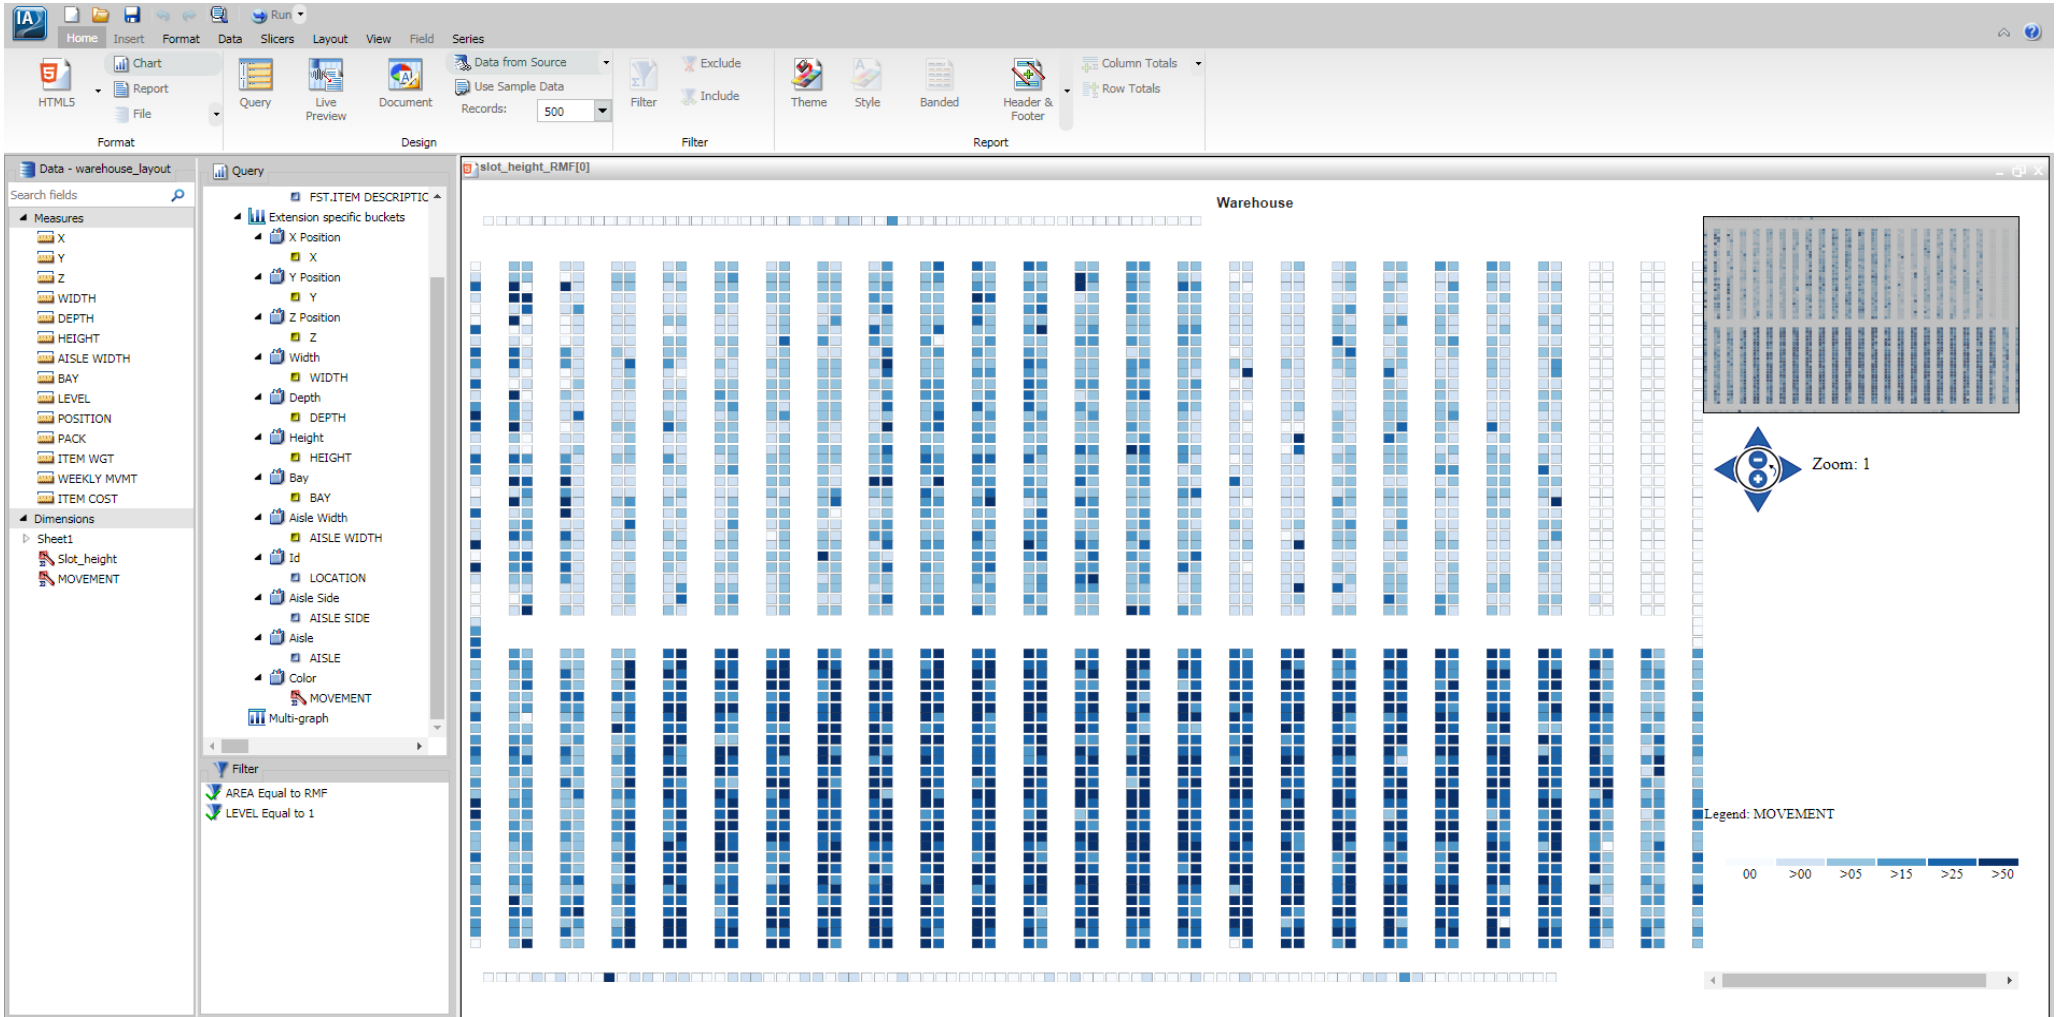 IA
Run
Home Insert Format Data Slicers Layout View Field Series
HTML5
Chart
Report
File
Format
Query
Live Preview
Document
Data from Source
Use Sample Data
Records: 500
Design
Filter
Exclude
Include
Filter
Theme
Style
Banded
Header & Footer
Column Totals
Row Totals
Report
Data - warehouse_layout
Search fields
Measures
X
Y
Z
WIDTH
DEPTH
HEIGHT
AISLE WIDTH
BAY
LEVEL
POSITION
PACK
ITEM WGT
WEEKLY MVMT
ITEM COST
Dimensions
Sheet1
Slot_height
MOVEMENT
Query
FST.ITEM DESCRIPTIC
Extension specific buckets
X Position
X
Y Position
Y
Z Position
Z
Width
WIDTH
Depth
DEPTH
Height
HEIGHT
Bay
BAY
Aisle Width
AISLE WIDTH
Id
LOCATION
Aisle Side
AISLE SIDE
Aisle
AISLE
Color
MOVEMENT
Multi-graph
Filter
AREA Equal to RMF
LEVEL Equal to 1
slot_height_RMF[0]
Warehouse
Zoom: 1
Legend: MOVEMENT
00 >00 >05 >15 >25 >50